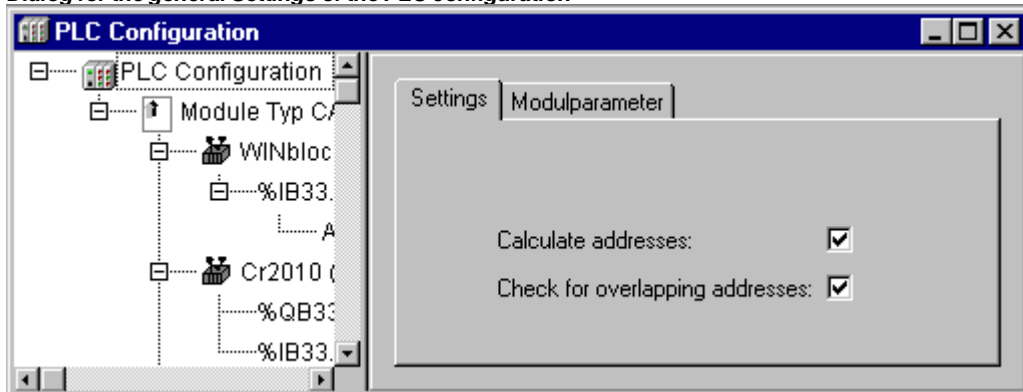 Dialog for the general Settings of the PLC configuration
PLC Configuration
PLC Configuration
Module Typ CA
WINbloc
%IB33.
A
Cr2010 (
%QB33
%IB33.
Settings
Modulparameter
Calculate addresses:
Check for overlapping addresses: